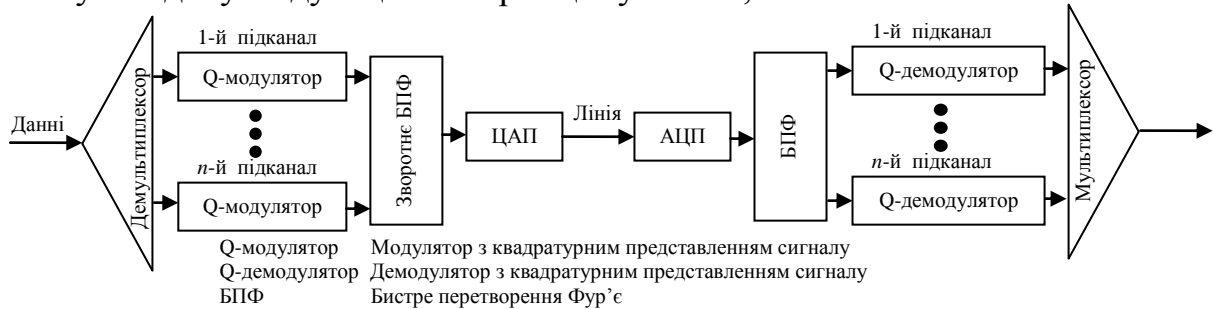 1-й підканал
Q-модулятор
Данні
Демультиплексор
n-й підканал
Q-модулятор
Зворотнє БПФ
ЦАП
Лінія
АЦП
БПФ
1-й підканал
Q-демодулятор
n-й підканал
Q-демодулятор
Мультиплексор
Q-модулятор Модулятор з квадратурним представленням сигналу
Q-демодулятор Демодулятор з квадратурним представленням сигналу
БПФ Бистре перетворення Фур’є